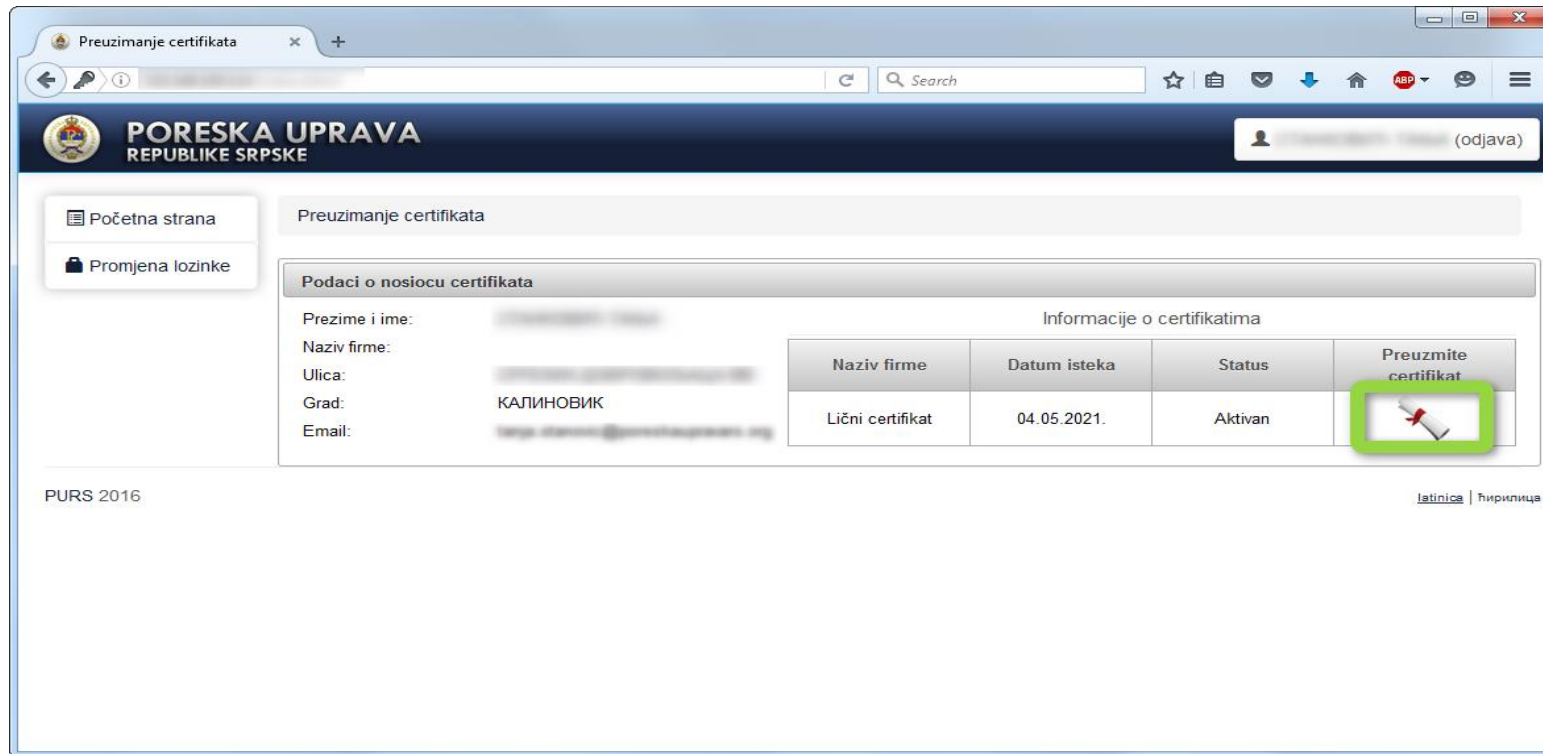 Preuzimanje certifikata
Search
ABP
PORESKA UPRAVA
REPUBLIKE SRPSKE
(odjava)
Početna strana
Promjena lozinke
Preuzimanje certifikata
Podaci o nosiocu certifikata
Prezime i ime:
Naziv firme:
Ulica:
Grad: КАЛИНОВИК
Email:
Informacije o certifikatima
Naziv firme Datum isteka Status Preuzmite certifikat
Lični certifikat 04.05.2021. Aktivan
PURS 2016
latinica | ћирилица